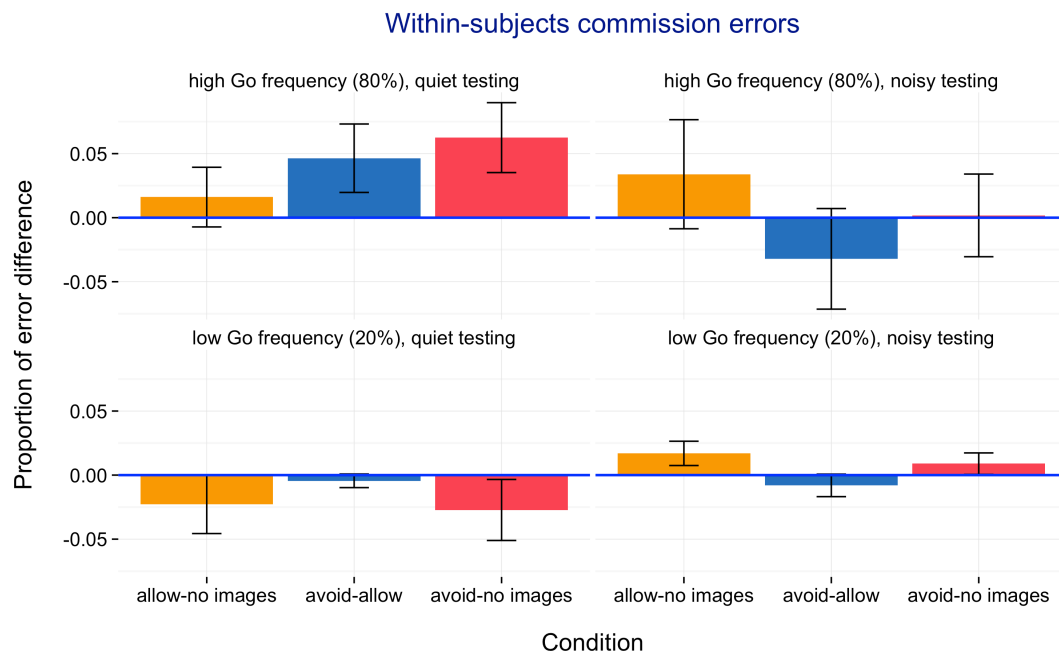 Within-subjects commission errors
high Go frequency (80%), quiet testing
high Go frequency (80%), noisy testing
0.05
0.00
-0.05
low Go frequency (20%), quiet testing
low Go frequency (20%), noisy testing
0.05
0.00
-0.05
Proportion of error difference
allow-no images
avoid-allow
avoid-no images
allow-no images
avoid-allow
avoid-no images
Condition